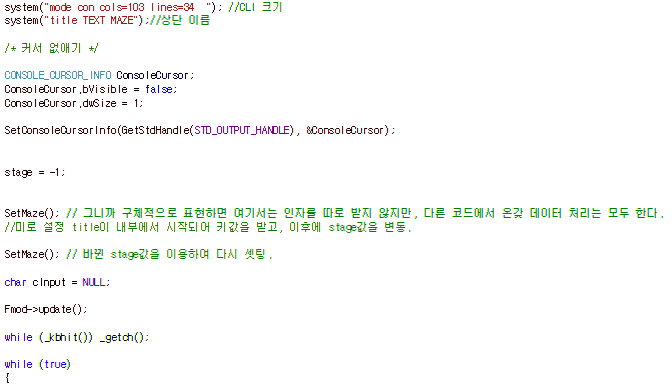 system("mode con cols=103 lines=34  "); //CLI 크기
system("title TEXT MAZE");//상단 이름
/* 커서 없애기 */
CONSOLE_CURSOR_INFO ConsoleCursor;
ConsoleCursor.bVisible = false;
ConsoleCursor.dwSize = 1;
SetConsoleCursorInfo(GetStdHandle(STD_OUTPUT_HANDLE), &ConsoleCursor);
stage = -1;
SetMaze(); // 그니까 구체적으로 표현하면 여기서는 인자를 따로 받지 않지만, 다른 코드에서 온갖 데이터 처리는 모두 한다.
//미로 설정 title이 내부에서 시작되어 키값을 받고, 이후에 stage값을 변동.
SetMaze(); // 바뀐 stage값을 이용하여 다시 셋팅.
char cInput = NULL;
Fmod->update();
while (_kbhit()) _getch();
while (true)
{